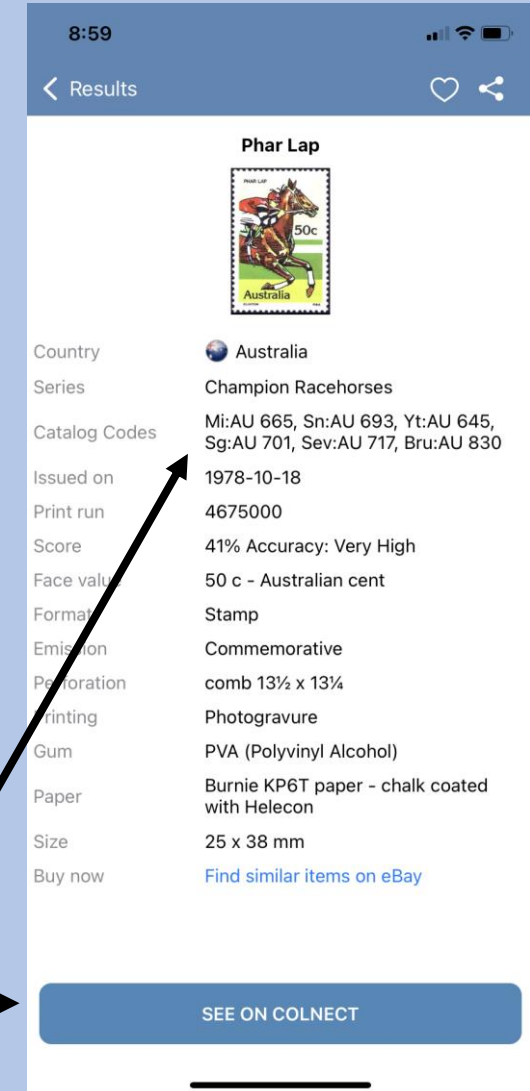 8:59
Results
Phar Lap
PHAR LAP
50c
Australia
Country Australia
Series Champion Racehorses
Catalog Codes Mi:AU 665, Sn:AU 693, Yt:AU 645,
Sg:AU 701, Sev:AU 717, Bru:AU 830
Issued on 1978-10-18
Print run 4675000
Score 41% Accuracy: Very High
Face value 50 c - Australian cent
Format Stamp
Emission Commemorative
Perforation comb 13½ x 13¼
Printing Photogravure
Gum PVA (Polyvinyl Alcohol)
Paper Burnie KP6T paper - chalk coated
with Helecon
Size 25 x 38 mm
Buy now Find similar items on eBay
SEE ON COLNECT